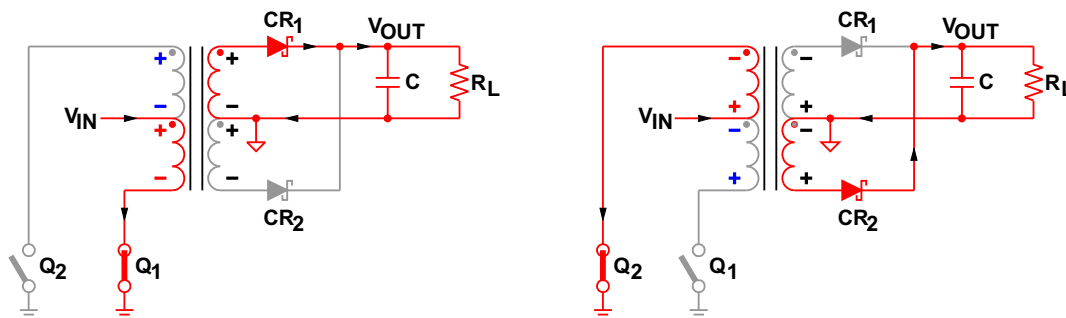 CR1
VOUT
+
+
C
RL
-
-
VIN
+
+
-
-
CR2
Q2
Q1
CR1
VOUT
-
-
C
RL
+
+
VIN
-
-
+
+
CR2
Q2
Q1